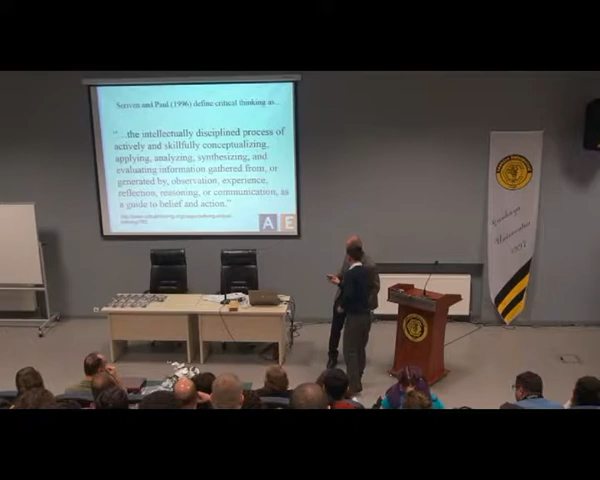 Scriven and Paul (1996) define critical thinking as...
"...the intellectually disciplined process of
actively and skillfully conceptualizing,
applying, analyzing, synthesizing, and
evaluating information gathered from, or
generated by, observation, experience,
reflection, reasoning, or communication, as
a guide to belief and action."
A E